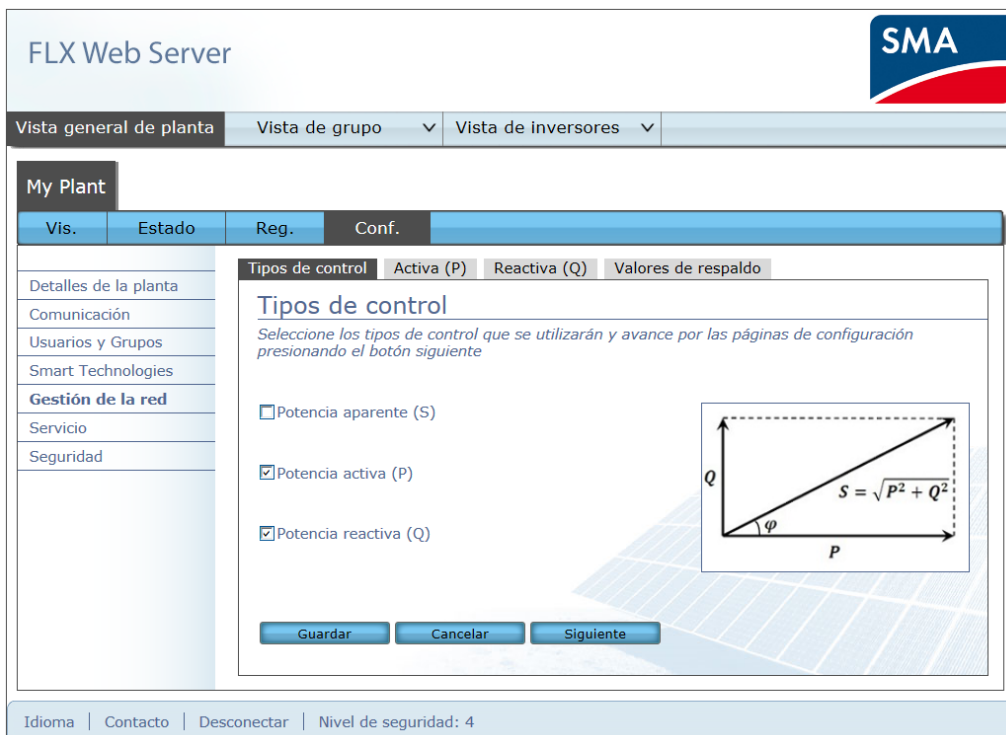 FLX Web Server
SMA
Vista general de planta Vista de grupo Vista de inversores
My Plant
Vis. Estado Reg. Conf.
Tipos de control Activa (P) Reactiva (Q) Valores de respaldo
Detalles de la planta
Comunicación
Usuarios y Grupos
Smart Technologies
Gestión de la red
Servicio
Seguridad
Tipos de control
Seleccione los tipos de control que se utilizarán y avance por las páginas de configuración
presionando el botón siguiente
Potencia aparente (S)
Potencia activa (P)
Potencia reactiva (Q)
Q
S = √P² + Q²
φ
P
Guardar Cancelar Siguiente
Idioma | Contacto | Desconectar | Nivel de seguridad: 4